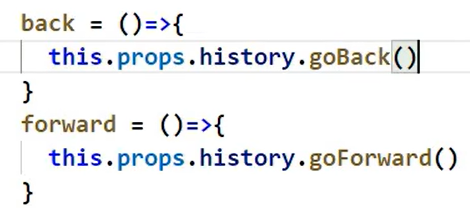 back = ()=>{
  this.props.history.goBack()
}
forward = ()=>{
  this.props.history.goForward()
}